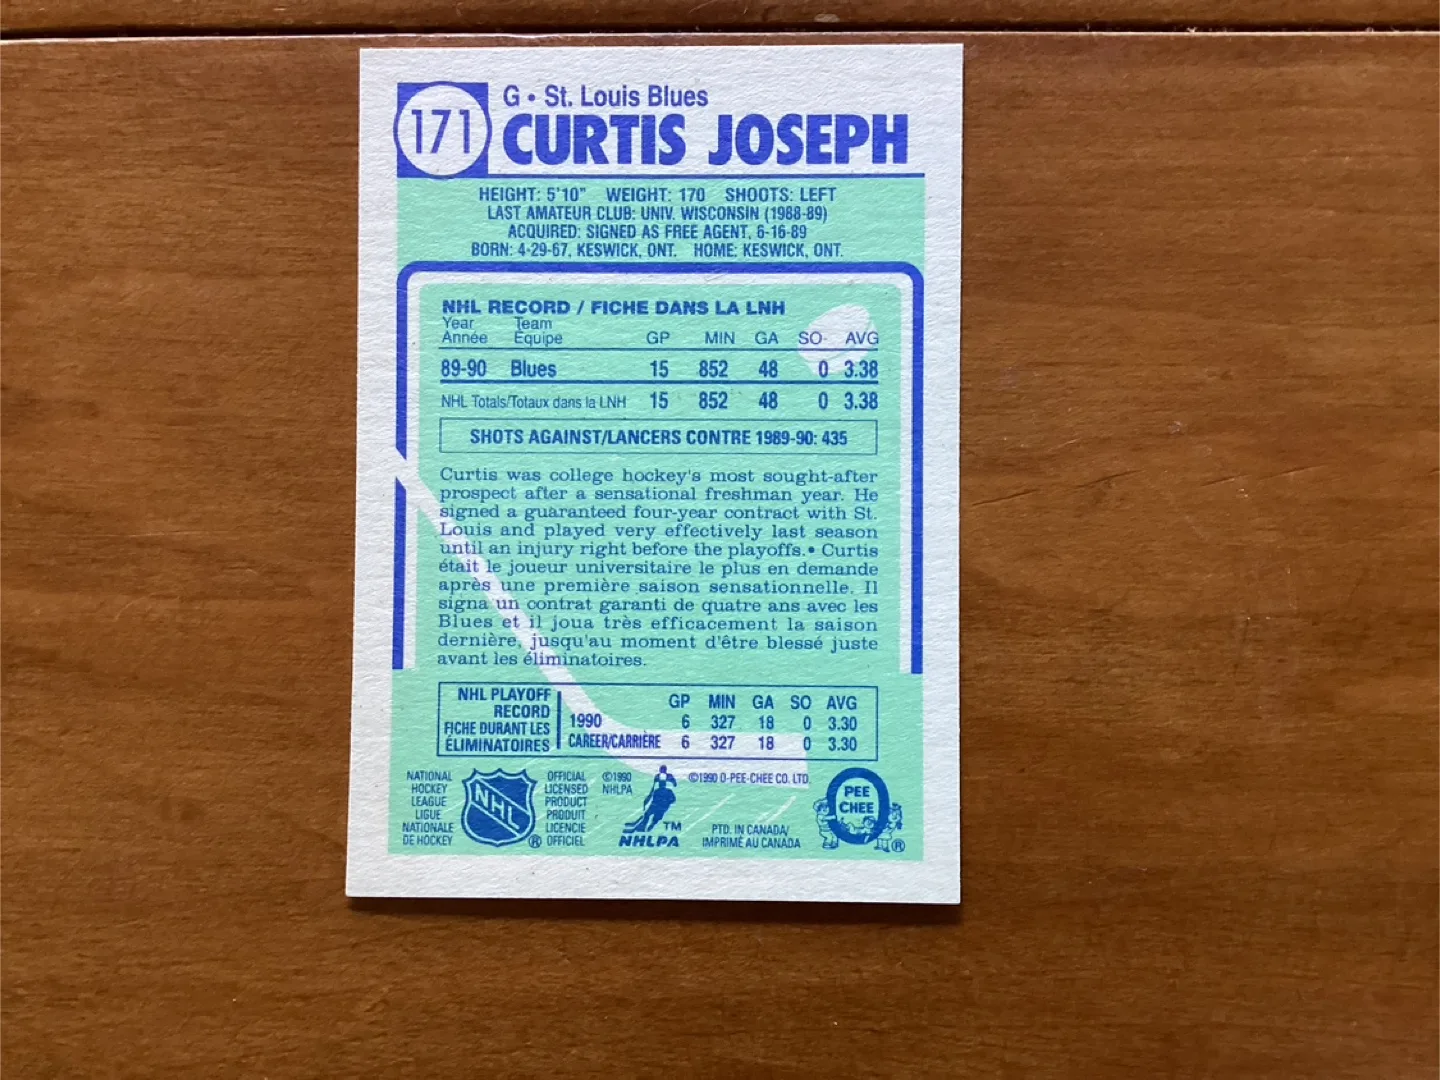 171
G • St. Louis Blues
CURTIS JOSEPH
HEIGHT: 5'10" WEIGHT: 170 SHOOTS: LEFT
LAST AMATEUR CLUB: UNIV. WISCONSIN (1988-89)
ACQUIRED: SIGNED AS FREE AGENT, 6-16-89
BORN: 4-29-67, KESWICK, ONT. HOME: KESWICK, ONT.
NHL RECORD / FICHE DANS LA LNH
Year Team
Année Équipe GP MIN GA SO AVG
89-90 Blues 15 852 48 0 3.38
NHL Totals/Totaux dans la LNH 15 852 48 0 3.38
SHOTS AGAINST/LANCERS CONTRE 1989-90: 435
Curtis was college hockey's most sought-after
prospect after a sensational freshman year. He
signed a guaranteed four-year contract with St.
Louis and played very effectively last season
until an injury right before the playoffs. • Curtis
était le joueur universitaire le plus en demande
après une première saison sensationnelle. Il
signa un contrat garanti de quatre ans avec les
Blues et il joua très efficacement la saison
dernière, jusqu'au moment d'être blessé juste
avant les éliminatoires.
NHL PLAYOFF
RECORD
FICHE DURANT LES
ÉLIMINATOIRES
GP MIN GA SO AVG
1990 6 327 18 0 3.30
CAREER/CARRIÈRE 6 327 18 0 3.30
NATIONAL
HOCKEY
LEAGUE
LIGUE
NATIONALE
DE HOCKEY
NHL
®
OFFICIAL
LICENSED
PRODUCT
PRODUIT
LICENCIE
OFFICIEL
©1990
NHLPA
TM
NHLPA
©1990 O-PEE-CHEE CO. LTD.
PTD. IN CANADA/
IMPRIMÉ AU CANADA
O
PEE
CHEE
®